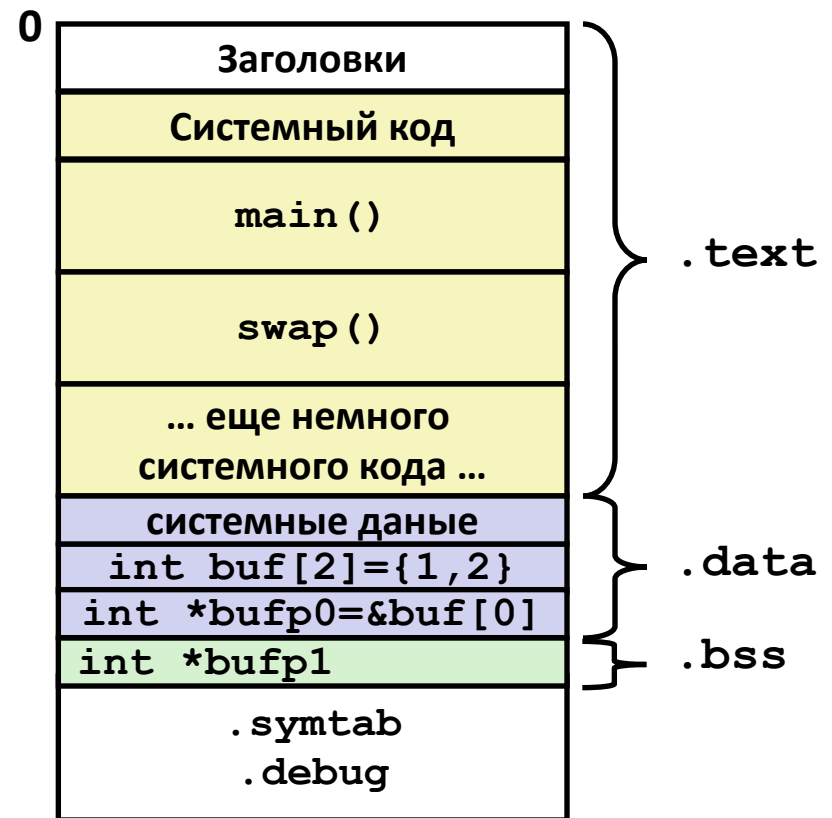 0
Заголовки
Системный код
main()
swap()
… еще немного
системного кода …
.text
системные даные
int buf[2]={1,2}
int *bufp0=&buf[0]
.data
int *bufp1
.bss
.symtab
.debug